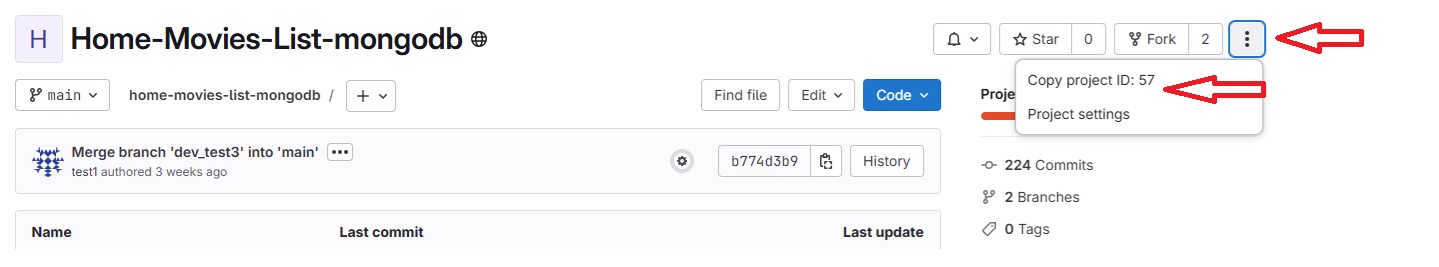 H Home-Movies-List-mongodb
Star 0 Fork 2
Copy project ID: 57
Project settings
main home-movies-list-mongodb / +
Find file Edit Code
Proje
Merge branch 'dev_test3' into 'main' •••
test1 authored 3 weeks ago
b774d3b9 History
224 Commits
2 Branches
0 Tags
Name Last commit Last update